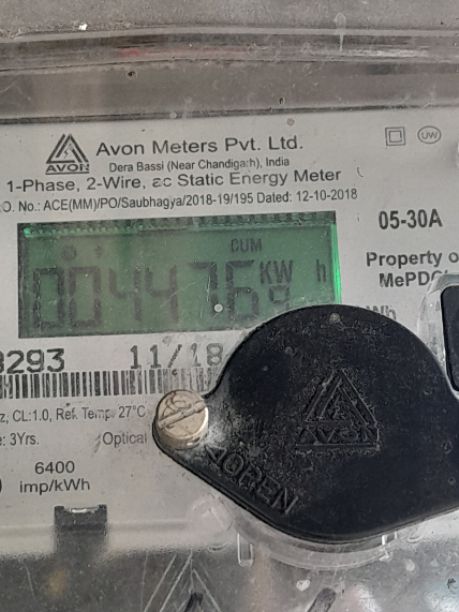 AVON
Avon Meters Pvt. Ltd.
UW
Dera Bassi (Near Chandigarh), India
1-Phase, 2-Wire, ac Static Energy Meter
.O. No.: ACE(MM)/PO/Saubhagya/2018-19/195 Dated: 12-10-2018
05-30A
CUM
Property o
MePDC
KW h
293
11/18
z, CL:1.0, Ref. Temp. 27°C
e: 3Yrs.
Optical
AVON
6400
imp/kWh
OPEN